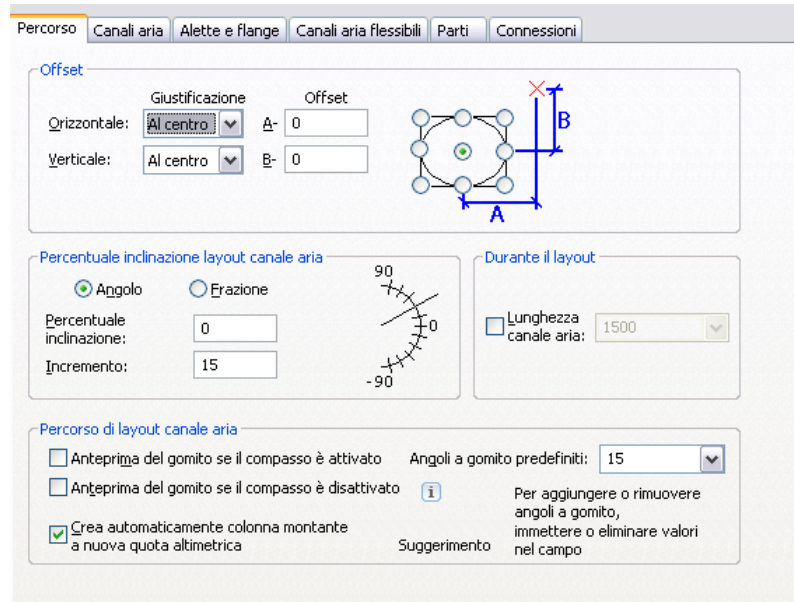 Percorso Canali aria Alette e flange Canali aria flessibili Parti Connessioni
Offset
Giustificazione Offset
Orizzontale: Al centro A- 0
Verticale: Al centro B- 0
B
A
Percentuale inclinazione layout canale aria
Angolo Frazione
Percentuale
inclinazione: 0
Incremento: 15
90
0
-90
Durante il layout
Lunghezza
canale aria: 1500
Percorso di layout canale aria
Anteprima del gomito se il compasso è attivato Angoli a gomito predefiniti: 15
Anteprima del gomito se il compasso è disattivato
Crea automaticamente colonna montante
a nuova quota altimetrica
i
Suggerimento
Per aggiungere o rimuovere
angoli a gomito,
immettere o eliminare valori
nel campo